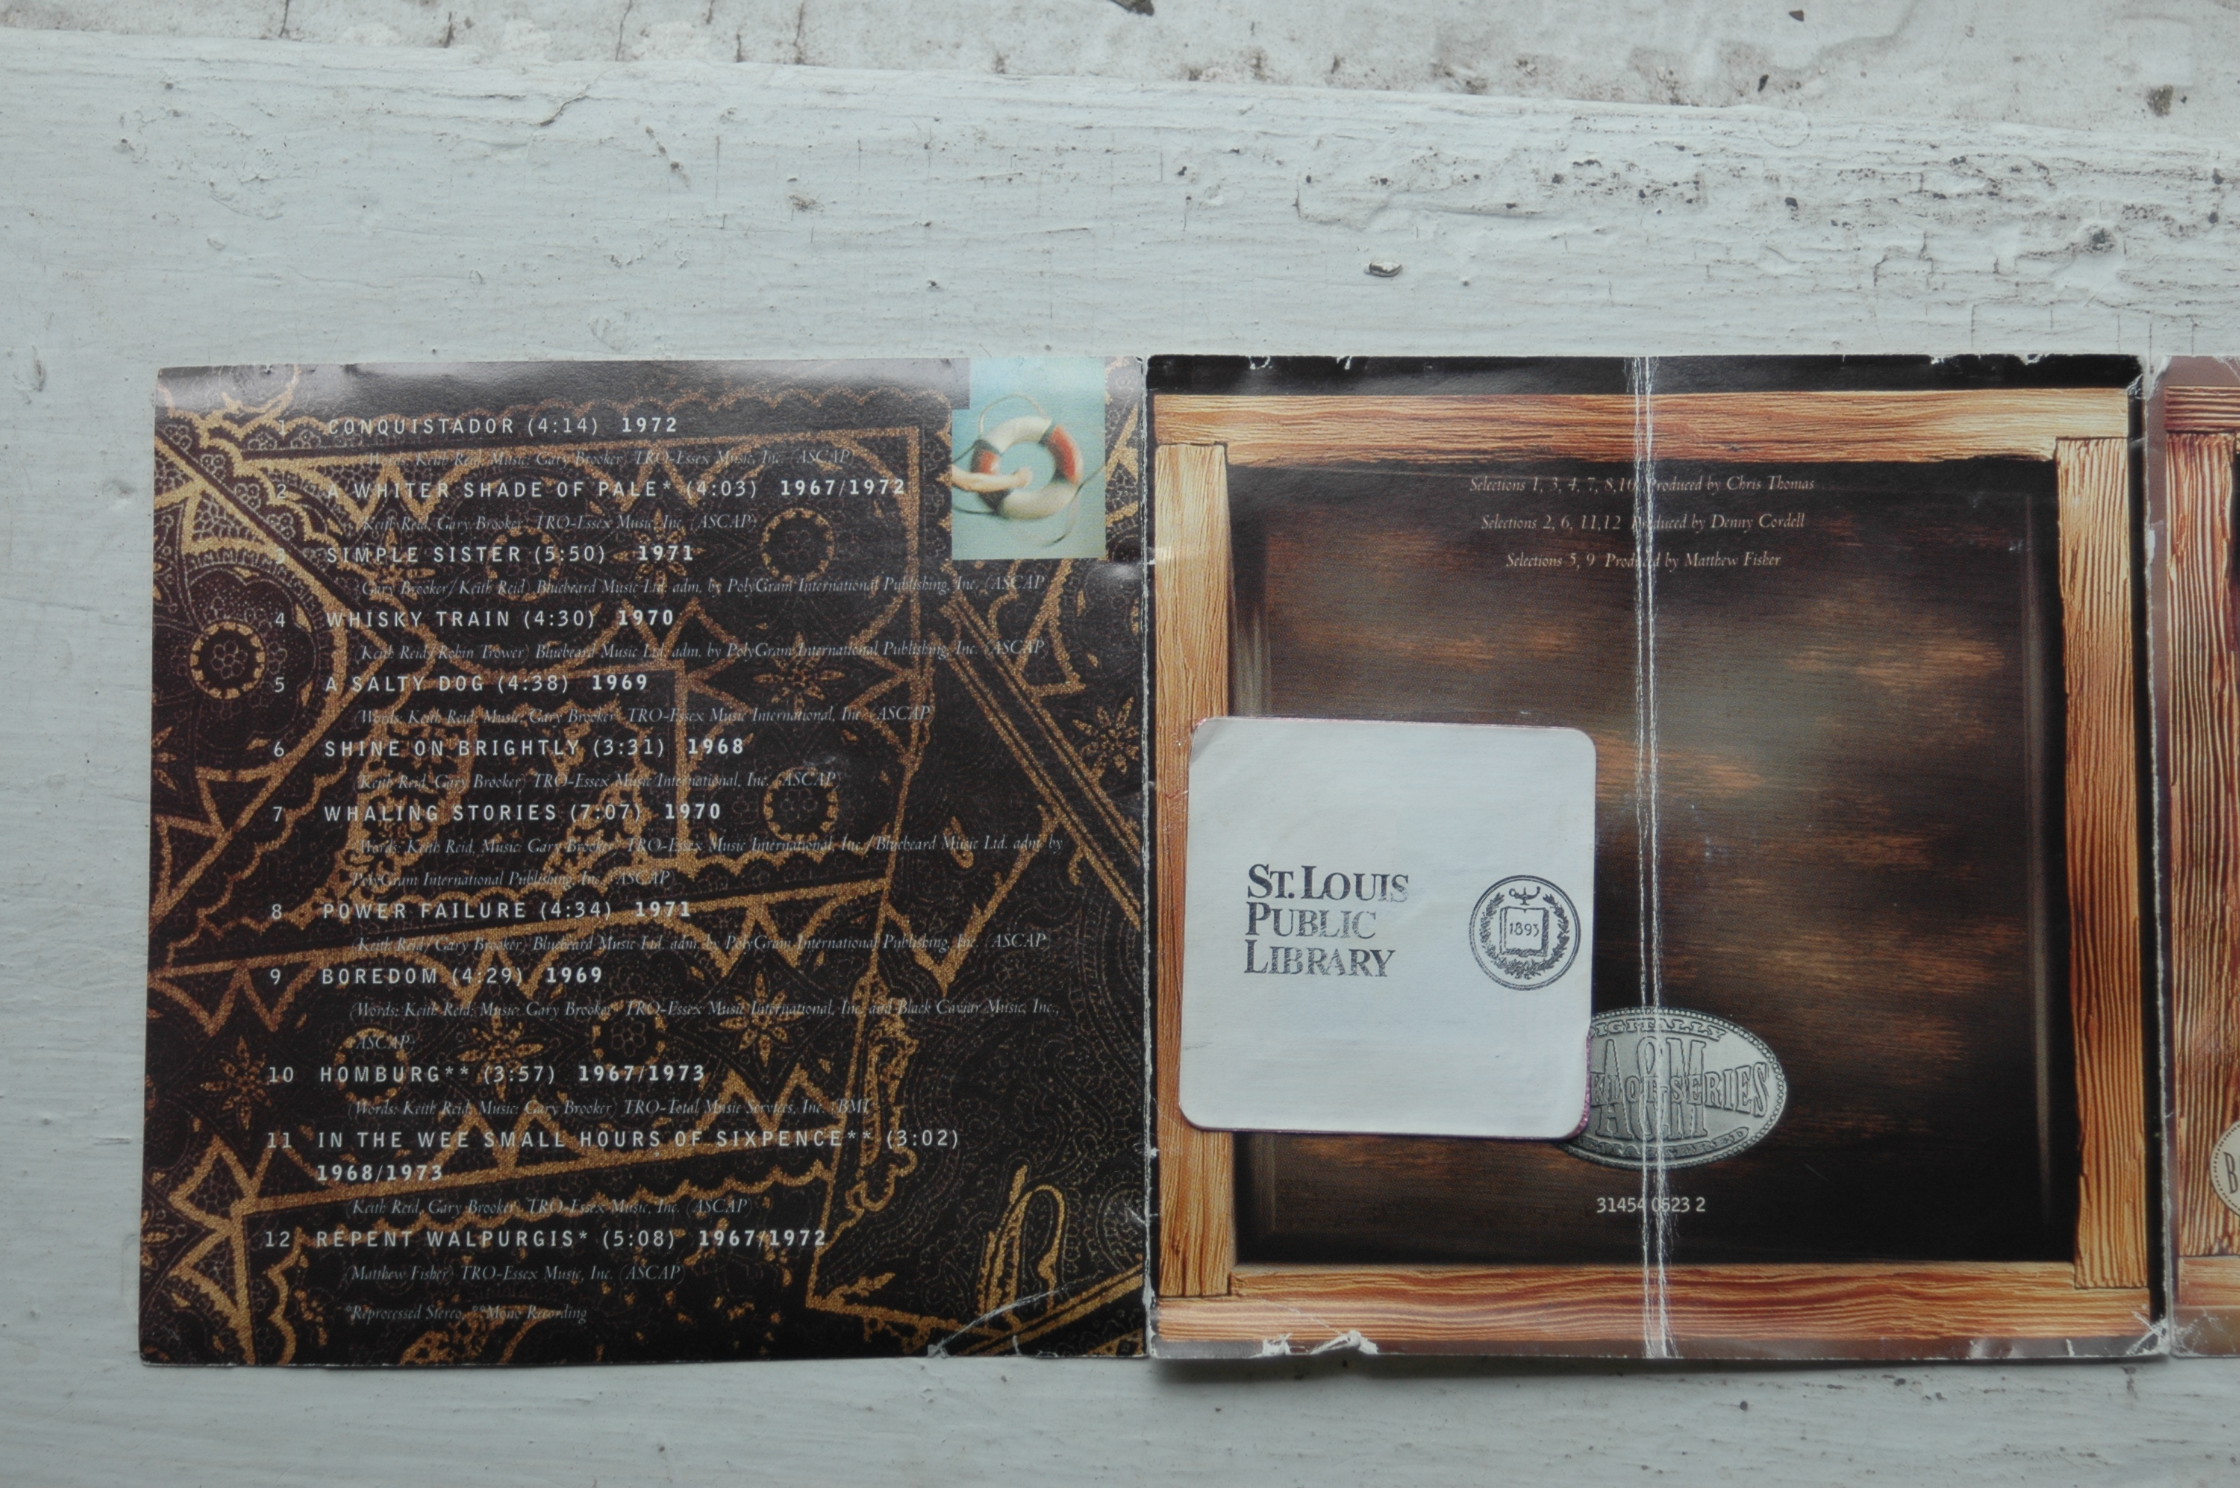 1 CONQUISTADOR (4:14) 1972
(Words: Keith Reid, Music: Gary Brooker) TRO-Essex Music, Inc. (ASCAP)
2 A WHITER SHADE OF PALE* (4:03) 1967/1972
(Keith Reid, Gary Brooker) TRO-Essex Music, Inc. (ASCAP)
3 SIMPLE SISTER (5:50) 1971
(Gary Brooker/Keith Reid) Bluebeard Music Ltd. adm. by PolyGram International Publishing, Inc. (ASCAP)
4 WHISKY TRAIN (4:30) 1970
(Keith Reid/Robin Trower) Bluebeard Music Ltd. adm. by PolyGram International Publishing, Inc. (ASCAP)
5 A SALTY DOG (4:38) 1969
(Words: Keith Reid, Music: Gary Brooker) TRO-Essex Music International, Inc. (ASCAP)
6 SHINE ON BRIGHTLY (3:31) 1968
(Keith Reid, Gary Brooker) TRO-Essex Music International, Inc. (ASCAP)
7 WHALING STORIES (7:07) 1970
(Words: Keith Reid, Music: Gary Brooker) TRO-Essex Music International, Inc./Bluebeard Music Ltd. adm. by
PolyGram International Publishing, Inc. (ASCAP)
8 POWER FAILURE (4:34) 1971
(Keith Reid/Gary Brooker) Bluebeard Music Ltd. adm. by PolyGram International Publishing, Inc. (ASCAP)
9 BOREDOM (4:29) 1969
(Words: Keith Reid, Music: Gary Brooker) TRO-Essex Music International, Inc. and Black Caviar Music, Inc.,
(ASCAP)
10 HOMBURG** (3:57) 1967/1973
(Words: Keith Reid, Music: Gary Brooker) TRO-Total Music Services, Inc. (BMI)
11 IN THE WEE SMALL HOURS OF SIXPENCE** (3:02)
1968/1973
(Keith Reid, Gary Brooker) TRO-Essex Music, Inc. (ASCAP)
12 REPENT WALPURGIS* (5:08) 1967/1972
(Matthew Fisher) TRO-Essex Music, Inc. (ASCAP)
*Reprocessed Stereo, **Mono Recording
Selections 1, 3, 4, 7, 8,10 Produced by Chris Thomas
Selections 2, 6, 11,12 Produced by Denny Cordell
Selections 5, 9 Produced by Matthew Fisher
ST. LOUIS
PUBLIC
LIBRARY
1893
DIGITALLY
A&M
SERIES
31454 0523 2
B